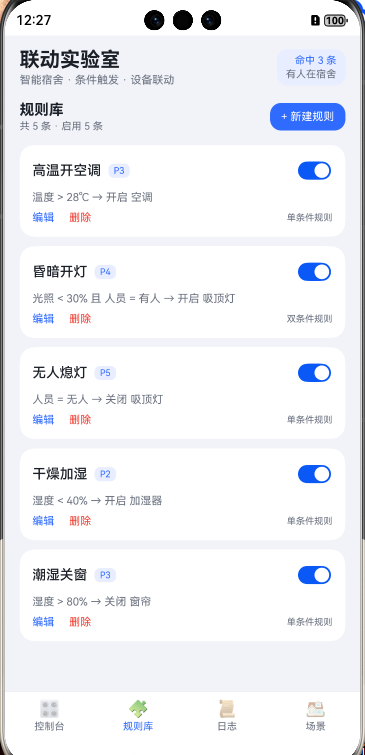 12:27
100
联动实验室
智能宿舍 · 条件触发 · 设备联动
命中 3 条
有人在宿舍
规则库
共 5 条 · 启用 5 条
+ 新建规则
高温开空调 P3
温度 > 28℃ → 开启 空调
编辑 删除 单条件规则
昏暗开灯 P4
光照 < 30% 且 人员 = 有人 → 开启 吸顶灯
编辑 删除 双条件规则
无人熄灯 P5
人员 = 无人 → 关闭 吸顶灯
编辑 删除 单条件规则
干燥加湿 P2
湿度 < 40% → 开启 加湿器
编辑 删除 单条件规则
潮湿关窗 P3
湿度 > 80% → 关闭 窗帘
编辑 删除 单条件规则
控制台 规则库 日志 场景